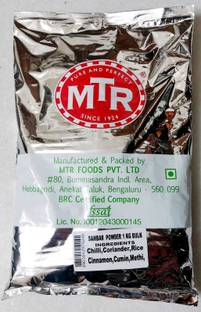 PURE AND PERFECT
MTR
SINCE 1924
Manufactured & Packed by
MTR FOODS PVT. LTD
#80, Bommasandra Indl. Area,
Hebbagodi, Anekal Taluk, Bengaluru - 560 099
BRC Certified Company
fssai
Lic. No. 10012043000145
SAMBAR POWDER 1 KG BULK
INGREDIENTS
Chilli,Coriander,Rice
Cinnamon,Cumin,Methi,